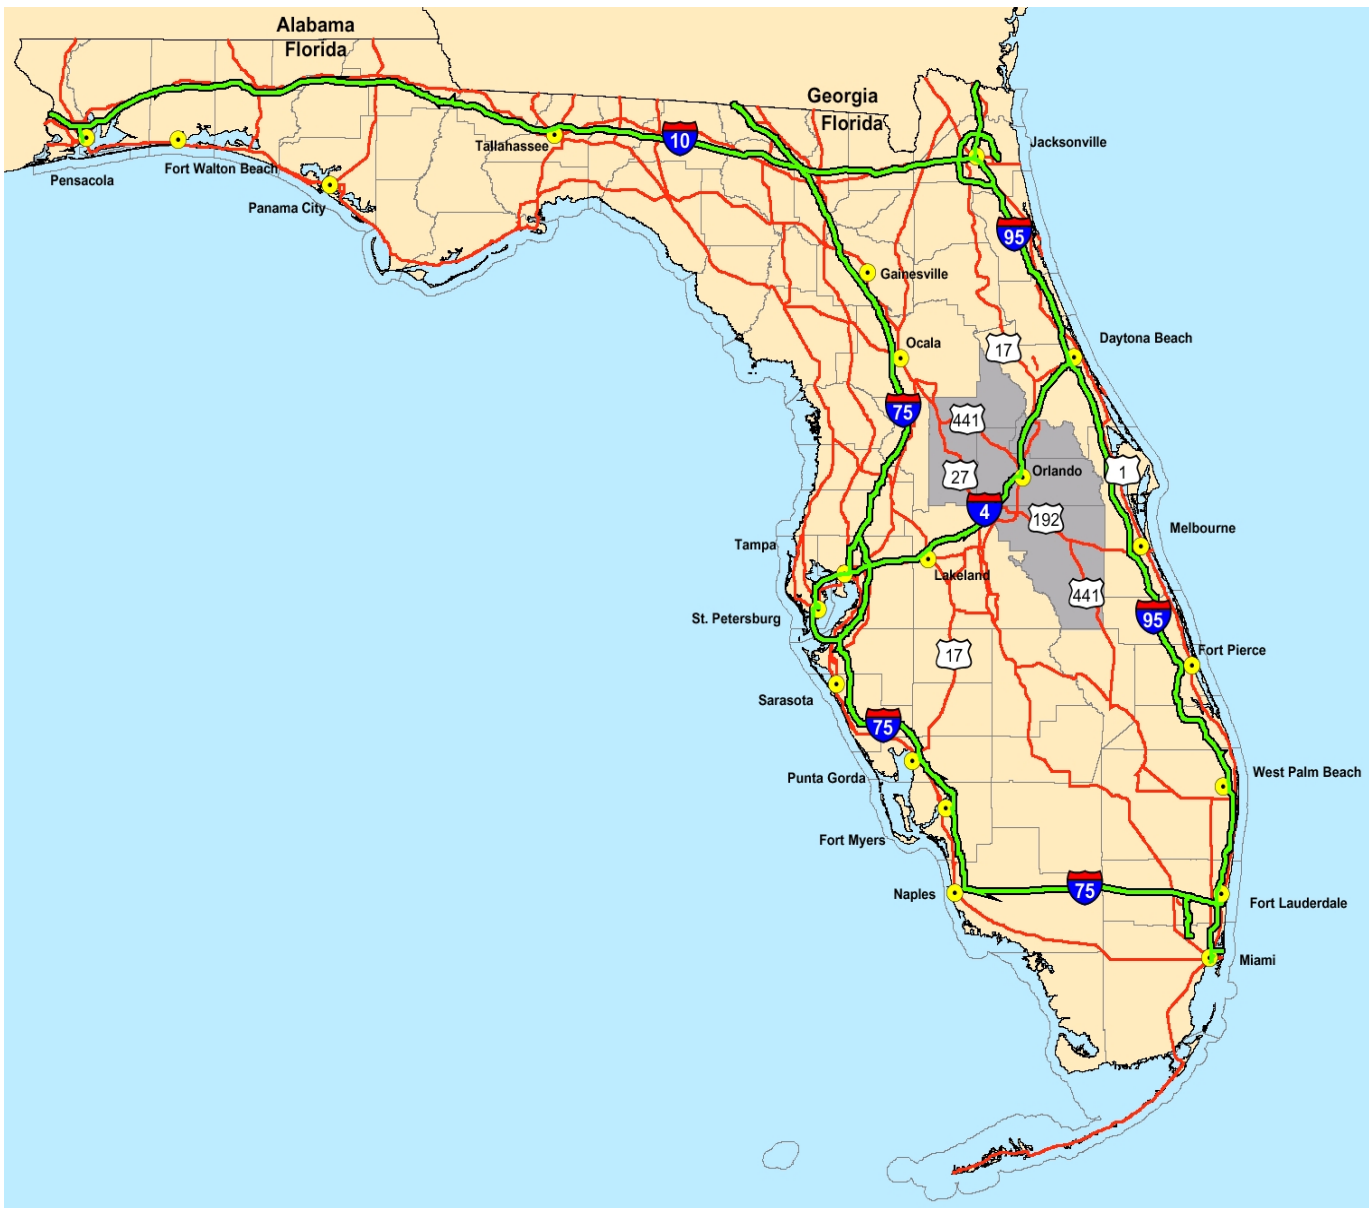 Alabama
Florida
Georgia
Florida
Jacksonville
10
Tallahassee
Fort Walton Beach
Pensacola
Panama City
95
Gainesville
Daytona Beach
Ocala
17
75
441
Orlando
1
27
4
192
Melbourne
Tampa
Lakeland
441
St. Petersburg
95
Fort Pierce
17
Sarasota
75
Punta Gorda
West Palm Beach
Fort Myers
75
Naples
Fort Lauderdale
Miami